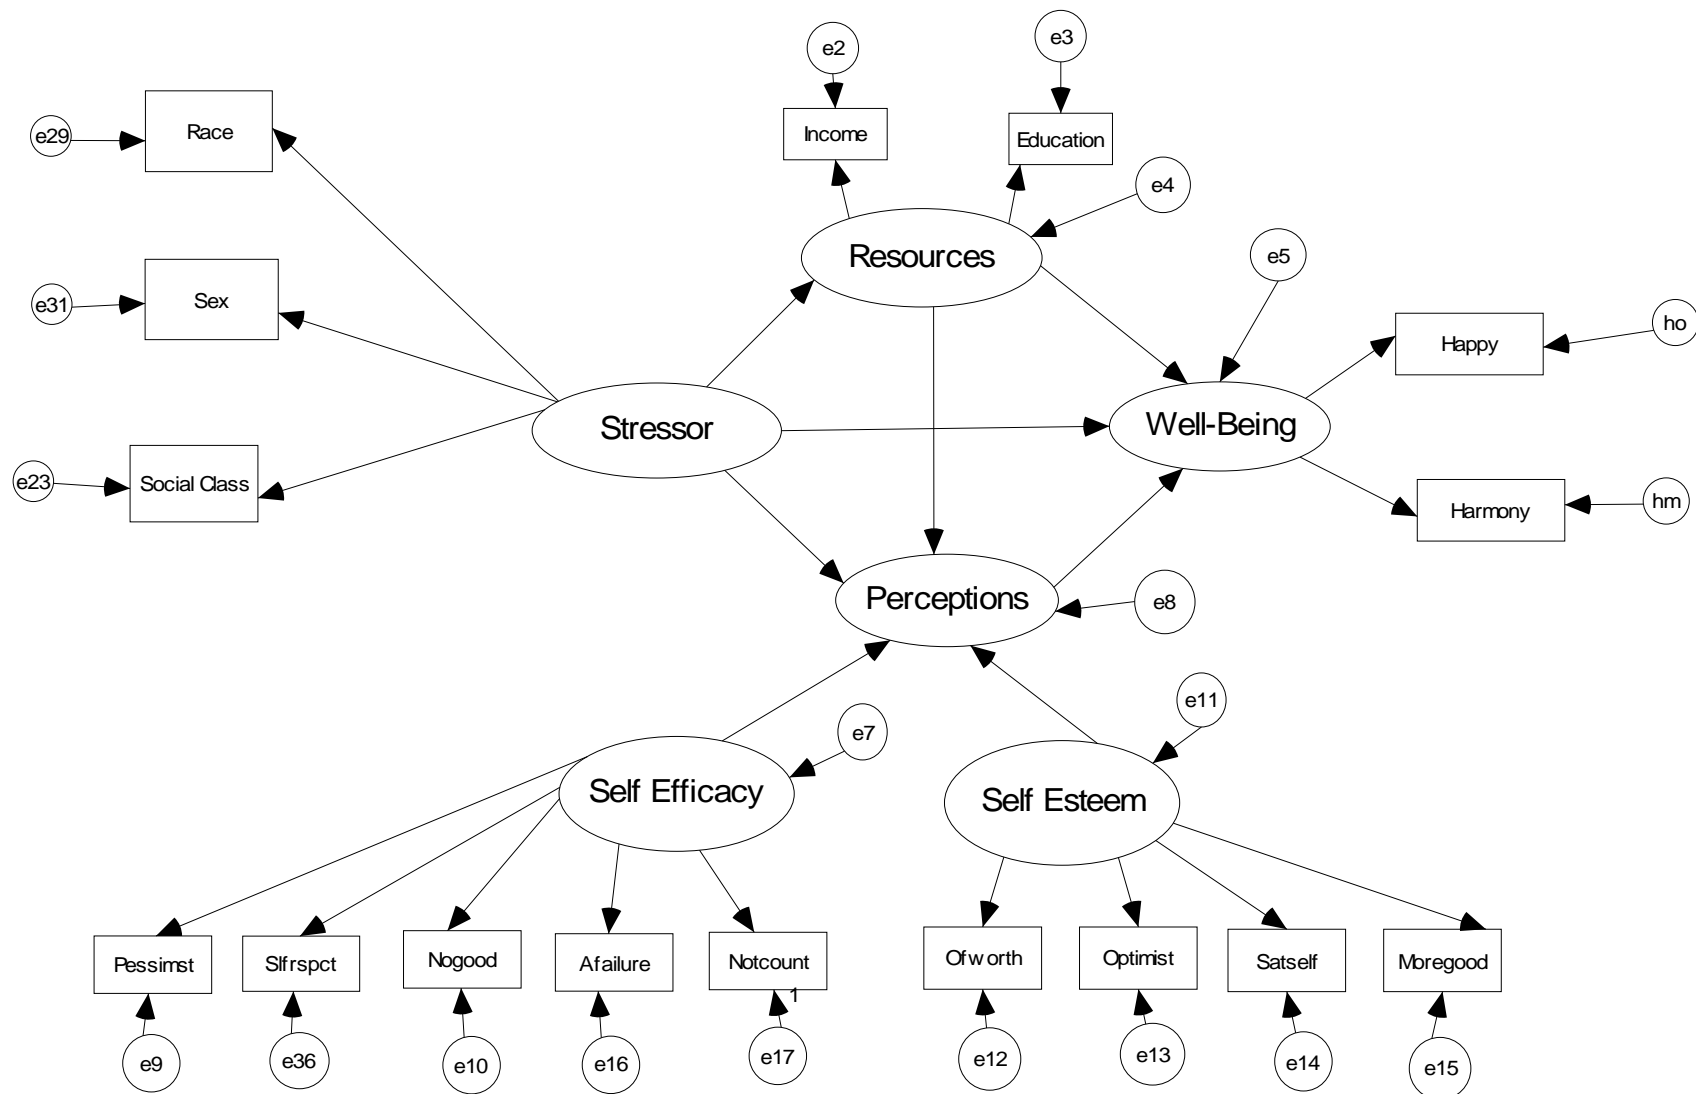 e2
e3
e29
Race
Income
Education
e4
Resources
e5
e31
Sex
ho
Happy
Stressor
Well-Being
e23
Social Class
Harmony
hm
Perceptions
e8
e11
e7
Self Efficacy
Self Esteem
Pessimst
Slfrspct
Nogood
Afailure
Notcount
Ofworth
Optimist
Satself
Moregood
1
e9
e36
e10
e16
e17
e12
e13
e14
e15